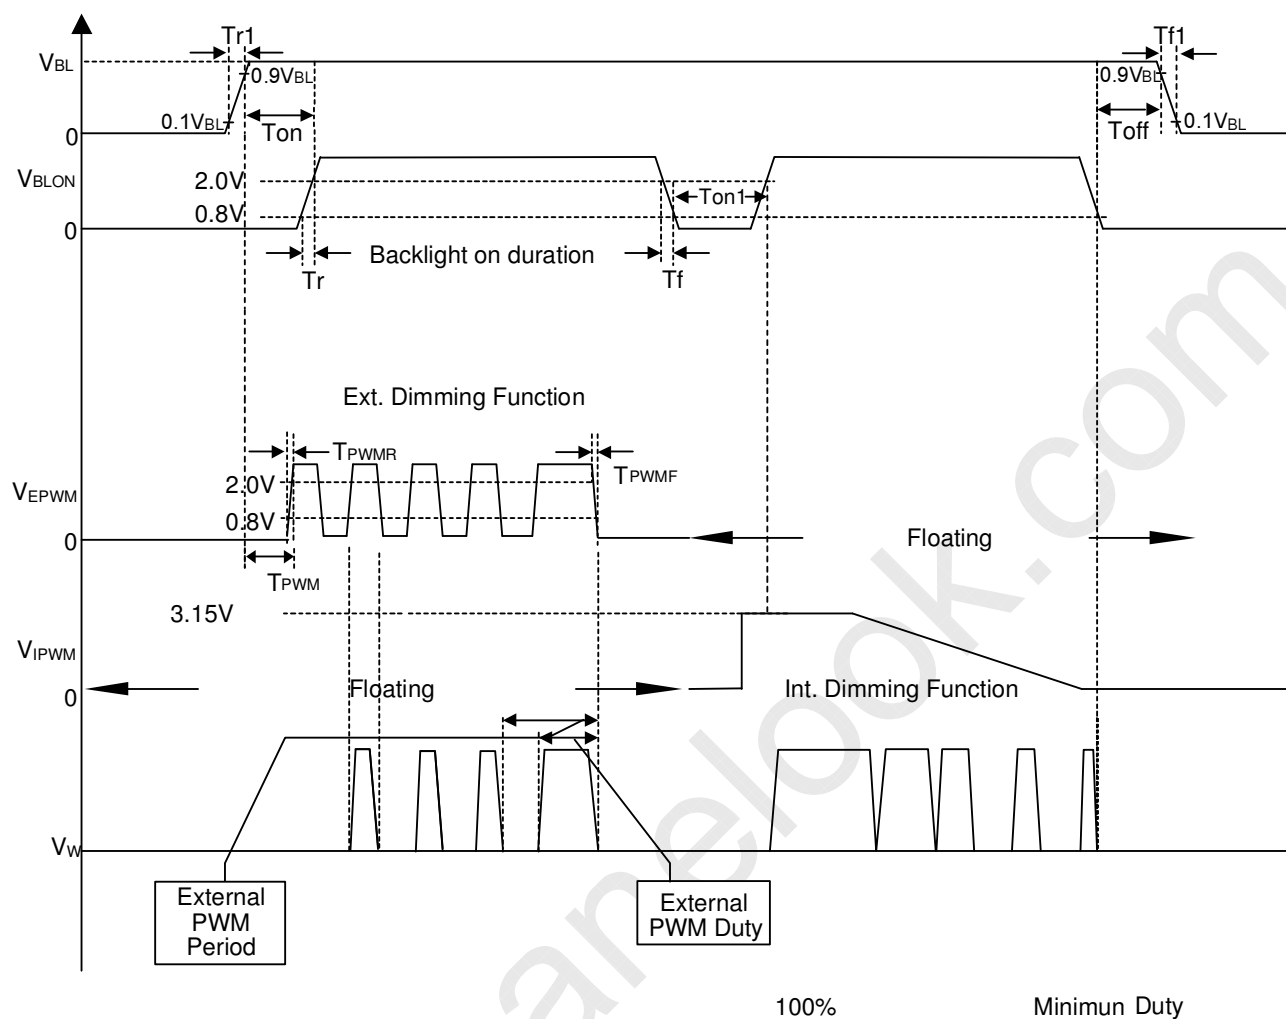 Tr1
Tf1
VBL
0.9VBL
0.9VBL
0.1VBL
Ton
Toff
0.1VBL
0
VBLON
2.0V
Ton1
0.8V
0
Backlight on duration
Tr
Tf
Ext. Dimming Function
TPWMR
TPWMF
VEPWM
2.0V
0.8V
0
Floating
TPWM
3.15V
VIPWM
0
Floating
Int. Dimming Function
VW
External
PWM
Period
External
PWM Duty
100%
Minimun Duty
anelook.com